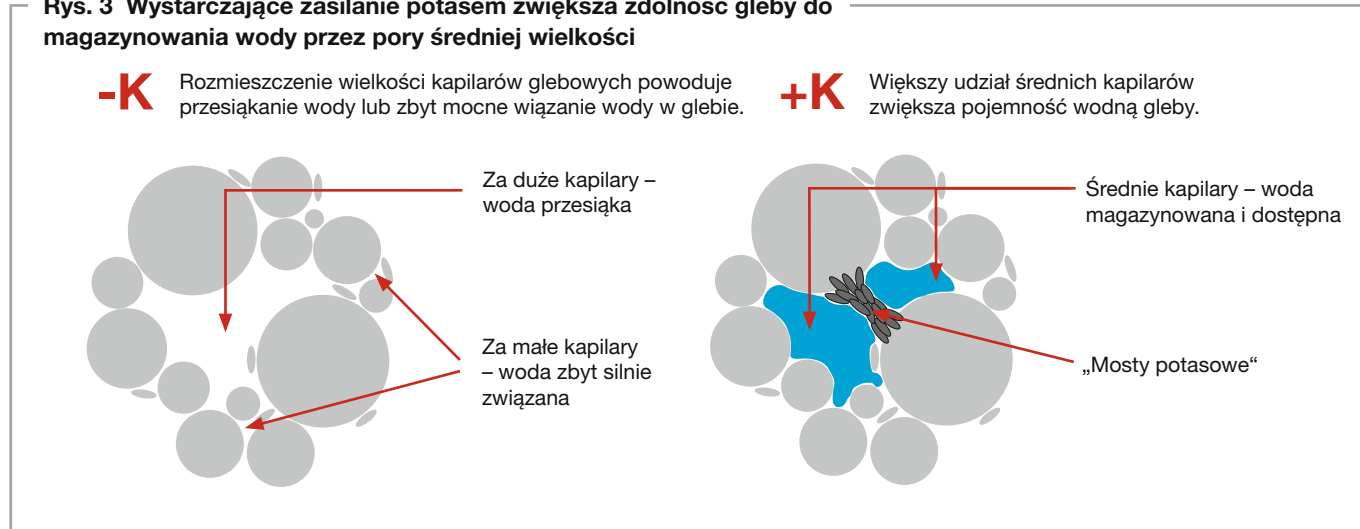 Rys. 3 Wystarczające zasilanie potasem zwiększa zdolność gleby do
magazynowania wody przez pory średniej wielkości
-K
Rozmieszczenie wielkości kapilarów glebowych powoduje
przesiąkanie wody lub zbyt mocne wiązanie wody w glebie.
+K
Większy udział średnich kapilarów
zwiększa pojemność wodną gleby.
Za duże kapilary –
woda przesiąka
Za małe kapilary
– woda zbyt silnie
związana
Średnie kapilary – woda
magazynowana i dostępna
„Mosty potasowe“